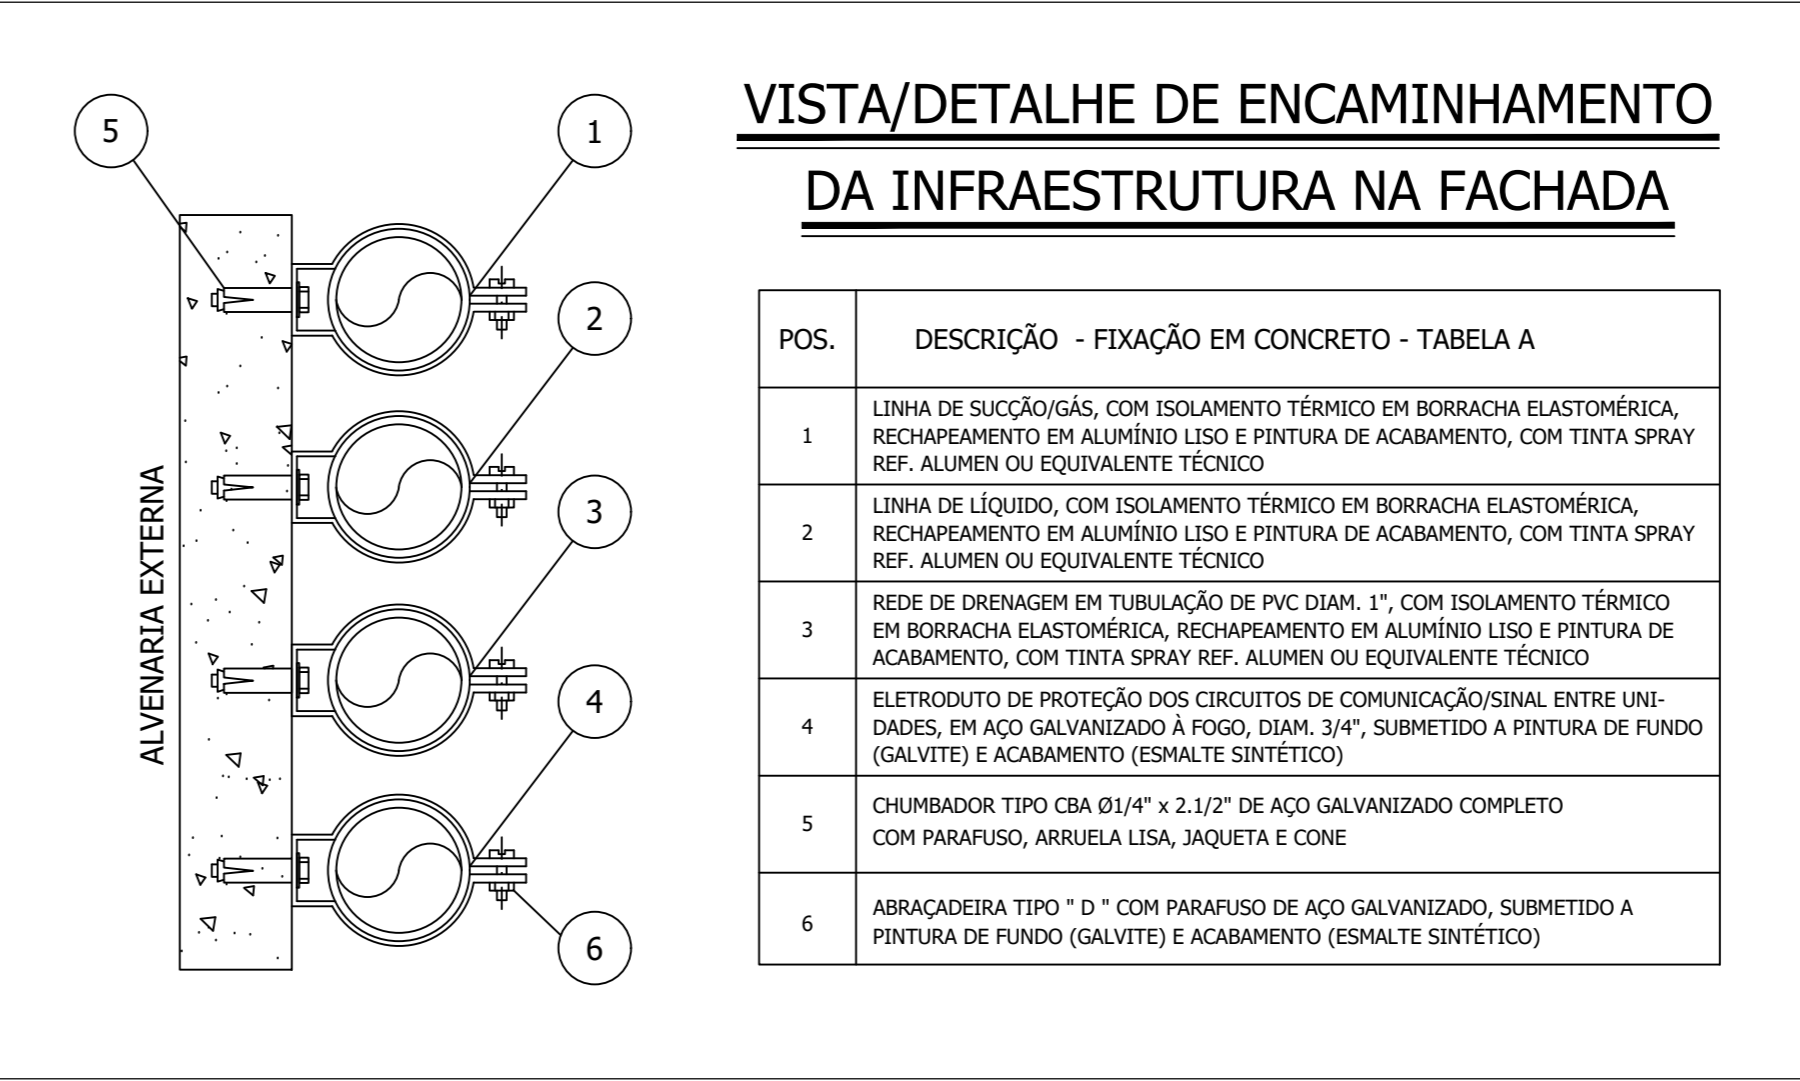 VISTA/DETALHE DE ENCAMINHAMENTO
DA INFRAESTRUTURA NA FACHADA
5
1
2
3
4
6
ALVENARIA EXTERNA
POS.
DESCRIÇÃO - FIXAÇÃO EM CONCRETO - TABELA A
1
LINHA DE SUCÇÃO/GÁS, COM ISOLAMENTO TÉRMICO EM BORRACHA ELASTOMÉRICA,
RECHAPEAMENTO EM ALUMÍNIO LISO E PINTURA DE ACABAMENTO, COM TINTA SPRAY
REF. ALUMEN OU EQUIVALENTE TÉCNICO
2
LINHA DE LÍQUIDO, COM ISOLAMENTO TÉRMICO EM BORRACHA ELASTOMÉRICA,
RECHAPEAMENTO EM ALUMÍNIO LISO E PINTURA DE ACABAMENTO, COM TINTA SPRAY
REF. ALUMEN OU EQUIVALENTE TÉCNICO
3
REDE DE DRENAGEM EM TUBULAÇÃO DE PVC DIAM. 1", COM ISOLAMENTO TÉRMICO
EM BORRACHA ELASTOMÉRICA, RECHAPEAMENTO EM ALUMÍNIO LISO E PINTURA DE
ACABAMENTO, COM TINTA SPRAY REF. ALUMEN OU EQUIVALENTE TÉCNICO
4
ELETRODUTO DE PROTEÇÃO DOS CIRCUITOS DE COMUNICAÇÃO/SINAL ENTRE UNI-
DADES, EM AÇO GALVANIZADO À FOGO, DIAM. 3/4", SUBMETIDO A PINTURA DE FUNDO
(GALVITE) E ACABAMENTO (ESMALTE SINTÉTICO)
5
CHUMBADOR TIPO CBA Ø1/4" x 2.1/2" DE AÇO GALVANIZADO COMPLETO
COM PARAFUSO, ARRUELA LISA, JAQUETA E CONE
6
ABRAÇADEIRA TIPO " D " COM PARAFUSO DE AÇO GALVANIZADO, SUBMETIDO A
PINTURA DE FUNDO (GALVITE) E ACABAMENTO (ESMALTE SINTÉTICO)